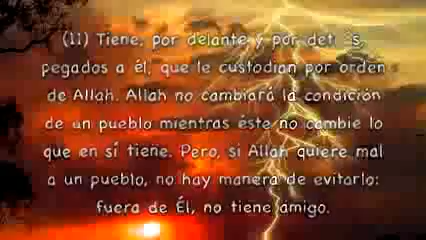 (11) Tiene, por delante y por det s,
pegados a él, que le custodian por orden
de Allah. Allah no cambiará la condición
de un pueblo mientras éste no cambie lo
que en sí tiene. Pero, si Allah quiere mal
a un pueblo, no hay manera de evitarlo:
fuera de Él, no tiene amigo.